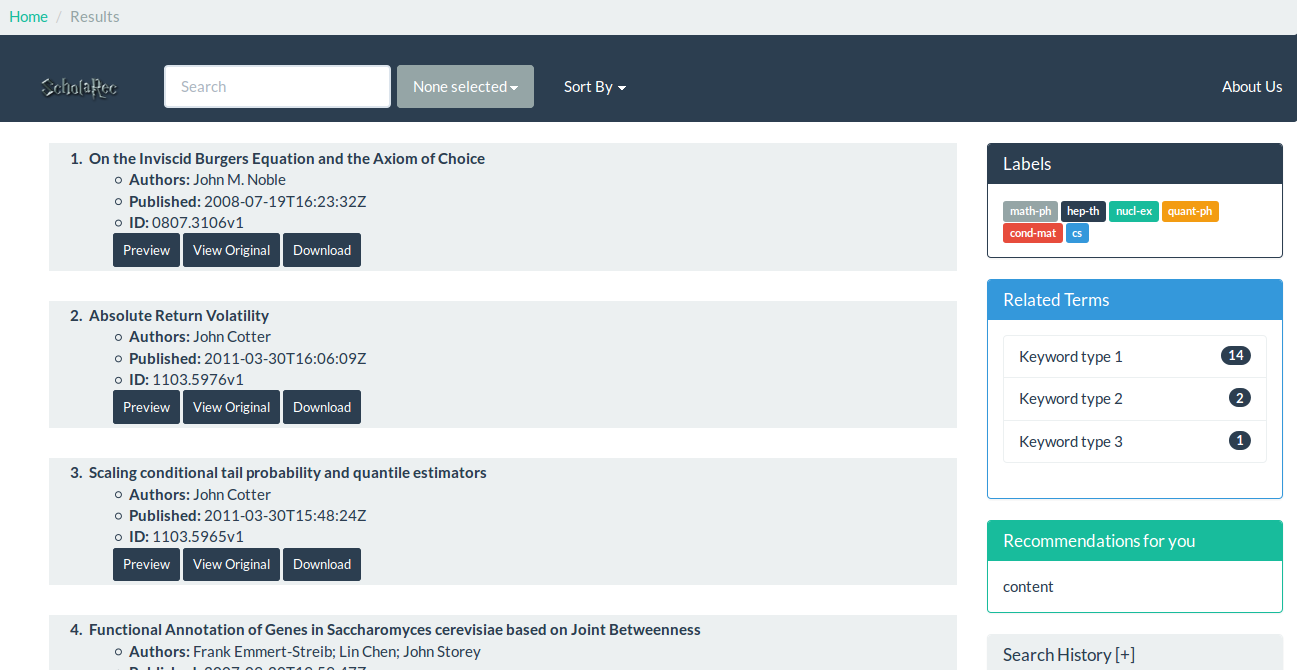 Home / Results
ScholaRec
Search
None selected
Sort By
About Us
1. On the Inviscid Burgers Equation and the Axiom of Choice
Authors: John M. Noble
Published: 2008-07-19T16:23:32Z
ID: 0807.3106v1
Preview View Original Download
2. Absolute Return Volatility
Authors: John Cotter
Published: 2011-03-30T16:06:09Z
ID: 1103.5976v1
Preview View Original Download
3. Scaling conditional tail probability and quantile estimators
Authors: John Cotter
Published: 2011-03-30T15:48:24Z
ID: 1103.5965v1
Preview View Original Download
4. Functional Annotation of Genes in Saccharomyces cerevisiae based on Joint Betweenness
Authors: Frank Emmert-Streib; Lin Chen; John Storey
Labels
math-ph hep-th nucl-ex quant-ph
cond-mat cs
Related Terms
Keyword type 1 14
Keyword type 2 2
Keyword type 3 1
Recommendations for you
content
Search History [+]